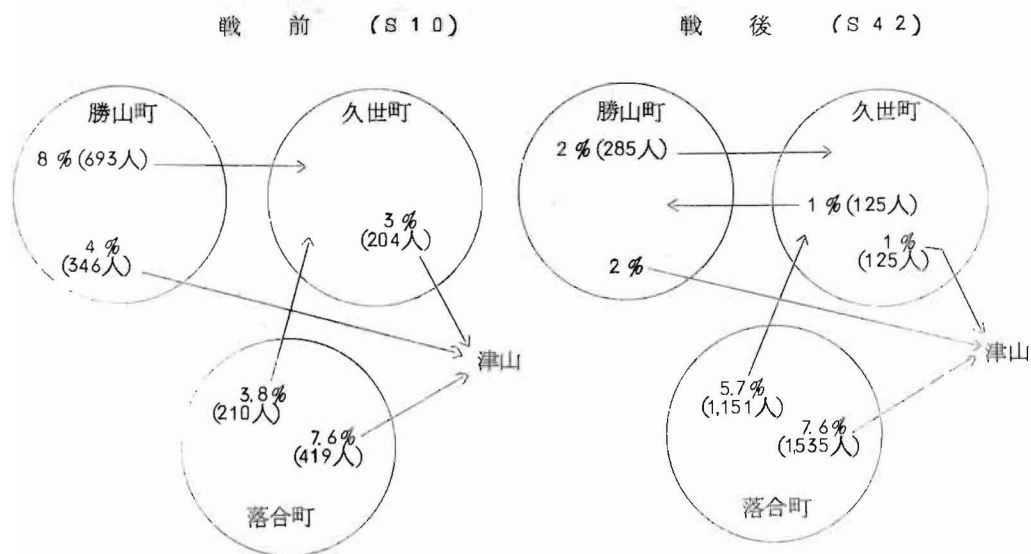 戦前 (S10)
勝山町
久世町
8%(693人)
3%
(204人)
4%
(346人)
津山
3.8%
(210人)
7.6%
(419人)
落合町
戦後 (S42)
勝山町
久世町
2%(285人)
1%(125人)
1%
(125人)
2%
津山
5.7%
(1,151人)
7.6%
(1,535人)
落合町